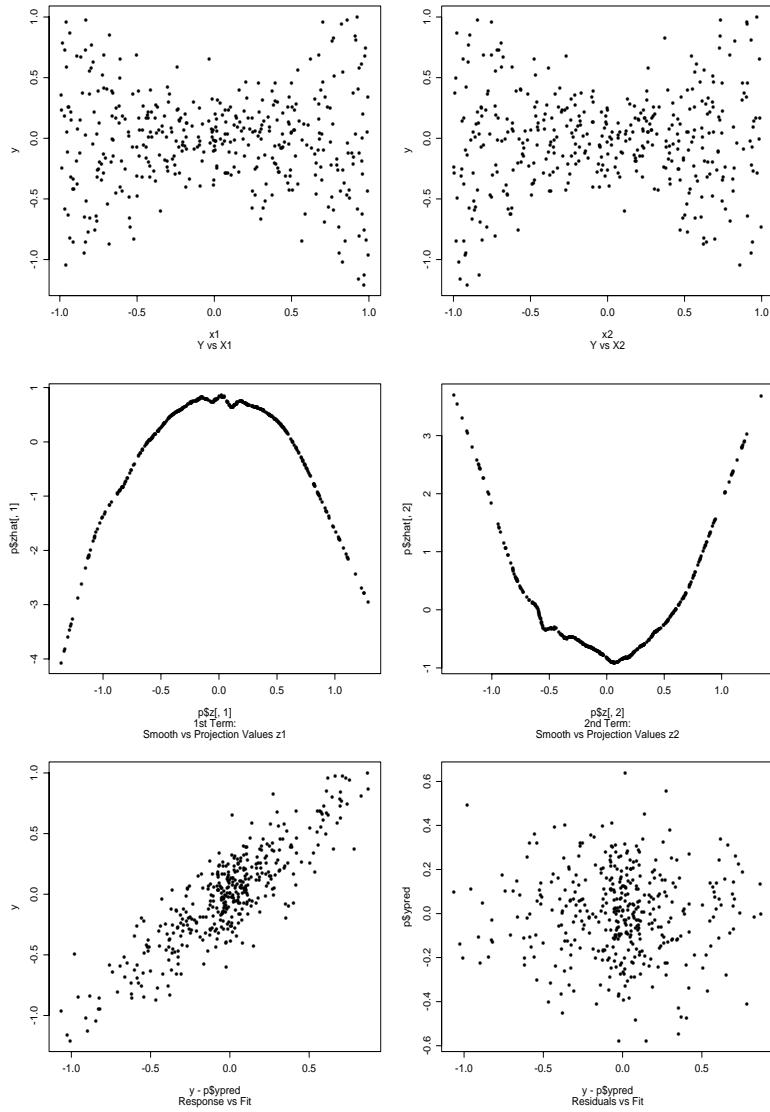 1.0
0.5
0.0
-0.5
-1.0
y
-1.0 -0.5 0.0 0.5 1.0
x1
Y vs X1
1.0
0.5
0.0
-0.5
-1.0
y
-1.0 -0.5 0.0 0.5 1.0
x2
Y vs X2
1
0
-1
-2
-3
-4
p$zhat[, 1]
-1.0 -0.5 0.0 0.5 1.0
p$z[, 1]
1st Term:
Smooth vs Projection Values z1
3
2
1
0
-1
p$zhat[, 2]
-1.0 -0.5 0.0 0.5 1.0
p$z[, 2]
2nd Term:
Smooth vs Projection Values z2
1.0
0.5
0.0
-0.5
-1.0
y
-1.0 -0.5 0.0 0.5
y - p$ypred
Response vs Fit
0.6
0.4
0.2
0.0
-0.2
-0.4
-0.6
p$ypred
-1.0 -0.5 0.0 0.5
y - p$ypred
Residuals vs Fit